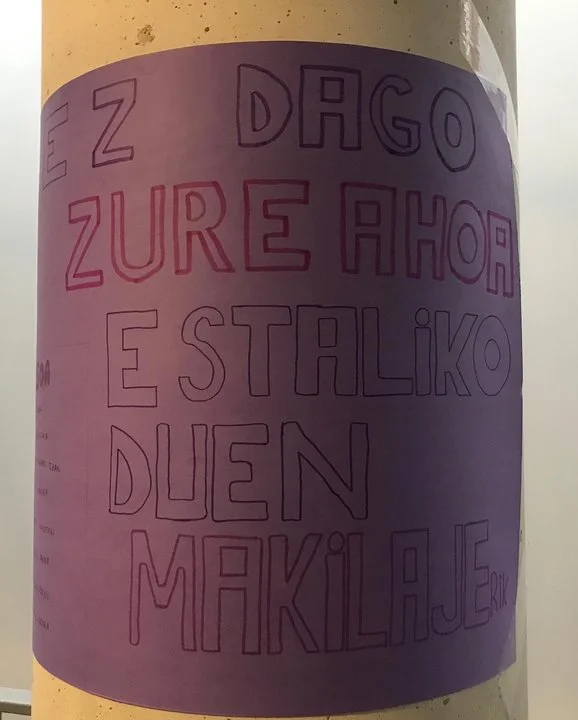 EZ DAGO
ZURE AHOA
ESTALIKO
DUEN
MAKILAJERIK